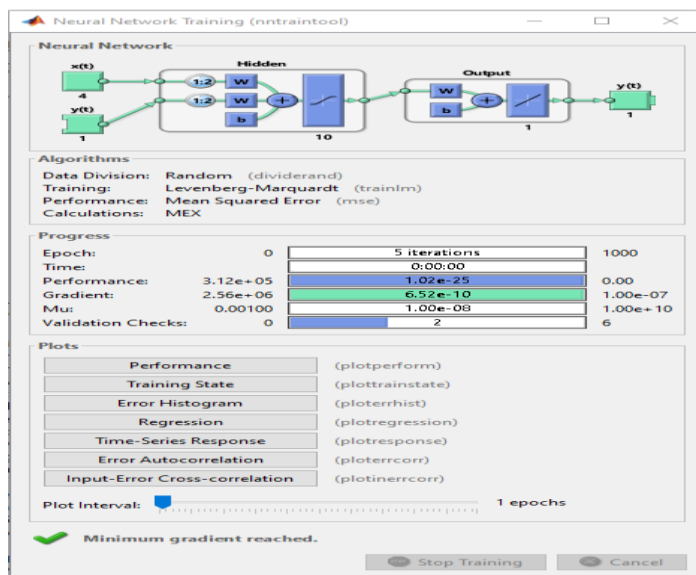 Neural Network Training (nntraintool)
Neural Network
Hidden
Output
x(t)
4
y(t)
1
1:2
W
1:2
W
b
+
10
W
b
+
1
y(t)
1
Algorithms
Data Division: Random (dividerand)
Training: Levenberg-Marquardt (trainlm)
Performance: Mean Squared Error (mse)
Calculations: MEX
Progress
Epoch: 0 5 iterations 1000
Time: 0:00:00
Performance: 3.12e+05 1.02e-25 0.00
Gradient: 2.56e+06 6.52e-10 1.00e-07
Mu: 0.00100 1.00e-08 1.00e+10
Validation Checks: 0 2 6
Plots
Performance (plotperform)
Training State (plottrainstate)
Error Histogram (ploterrhist)
Regression (plotregression)
Time-Series Response (plotresponse)
Error Autocorrelation (ploterrcorr)
Input-Error Cross-correlation (plotinerrcorr)
Plot Interval: 1 epochs
Minimum gradient reached.
Stop Training Cancel